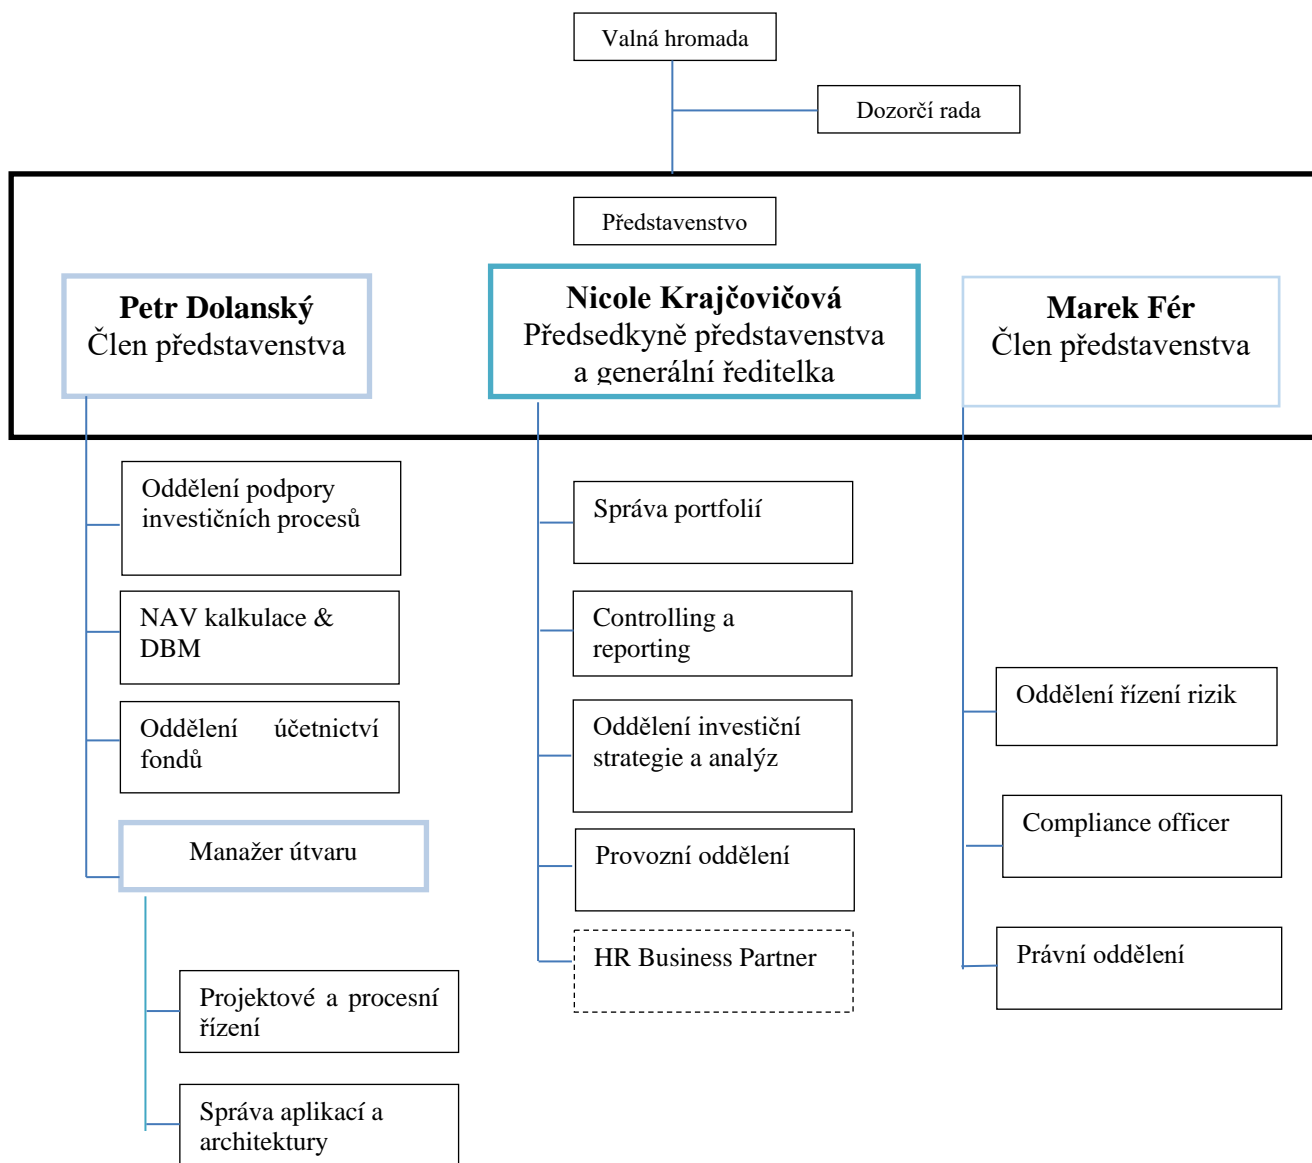 Valná hromada
Dozorčí rada
Představenstvo
Petr Dolanský
Člen představenstva
Nicole Krajčovičová
Předsedkyně představenstva
a generální ředitelka
Marek Fér
Člen představenstva
Oddělení podpory
investičních procesů
NAV kalkulace &
DBM
Oddělení účetnictví
fondů
Manažer útvaru
Projektové a procesní
řízení
Správa aplikací a
architektury
Správa portfolií
Controlling a
reporting
Oddělení investiční
strategie a analýz
Provozní oddělení
HR Business Partner
Oddělení řízení rizik
Compliance officer
Právní oddělení